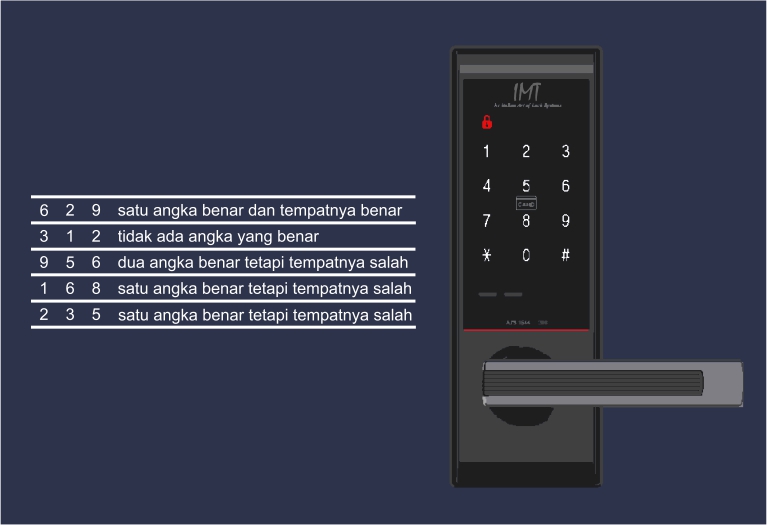 6 2 9 satu angka benar dan tempatnya benar
3 1 2 tidak ada angka yang benar
9 5 6 dua angka benar tetapi tempatnya salah
1 6 8 satu angka benar tetapi tempatnya salah
2 3 5 satu angka benar tetapi tempatnya salah
IMT
1 2 3
4 5 6
7 8 9
* 0 #